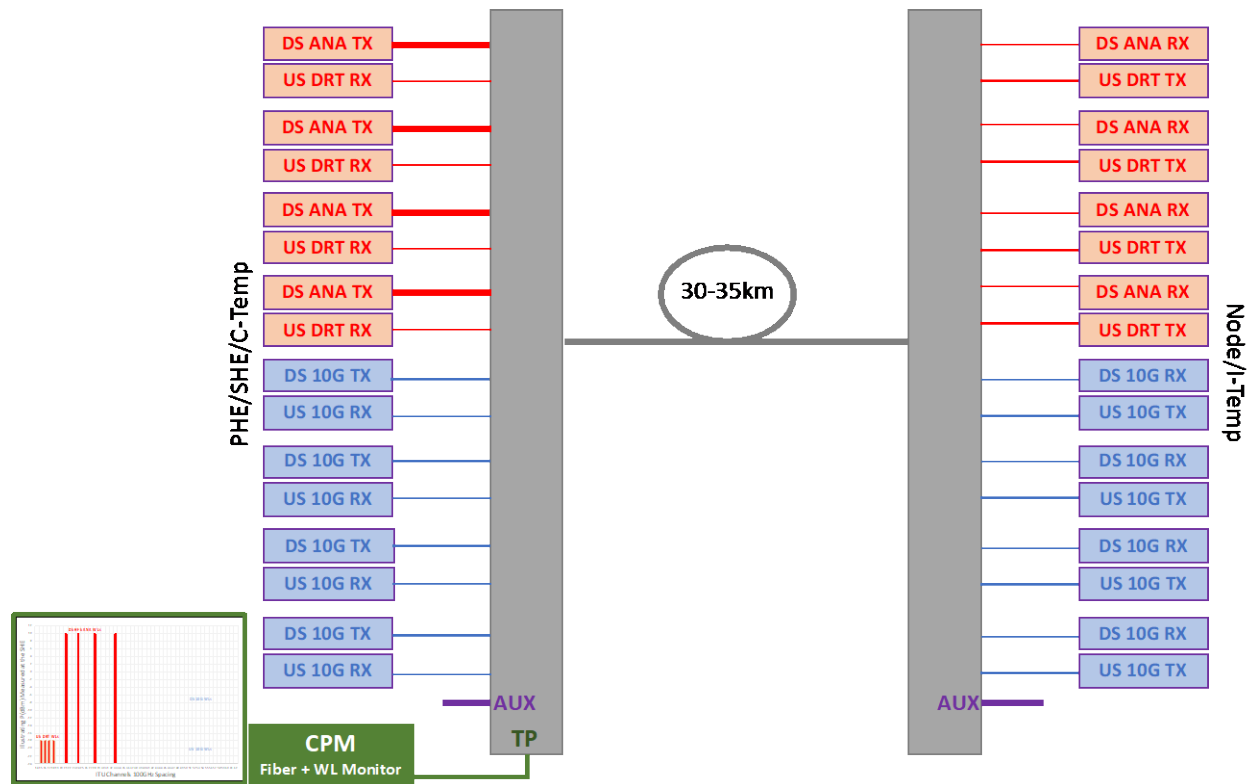 DS ANA TX
US DRT RX
DS ANA TX
US DRT RX
DS ANA TX
US DRT RX
DS ANA TX
US DRT RX
DS 10G TX
US 10G RX
DS 10G TX
US 10G RX
DS 10G TX
US 10G RX
DS 10G TX
US 10G RX
PHE/SHE/C-Temp
AUX
TP
30-35km
DS ANA RX
US DRT TX
DS ANA RX
US DRT TX
DS ANA RX
US DRT TX
DS ANA RX
US DRT TX
DS 10G RX
US 10G TX
DS 10G RX
US 10G TX
DS 10G RX
US 10G TX
DS 10G RX
US 10G TX
Node/I-Temp
AUX
CPM
Fiber + WL Monitor
ITU Channels 100GHz Spacing